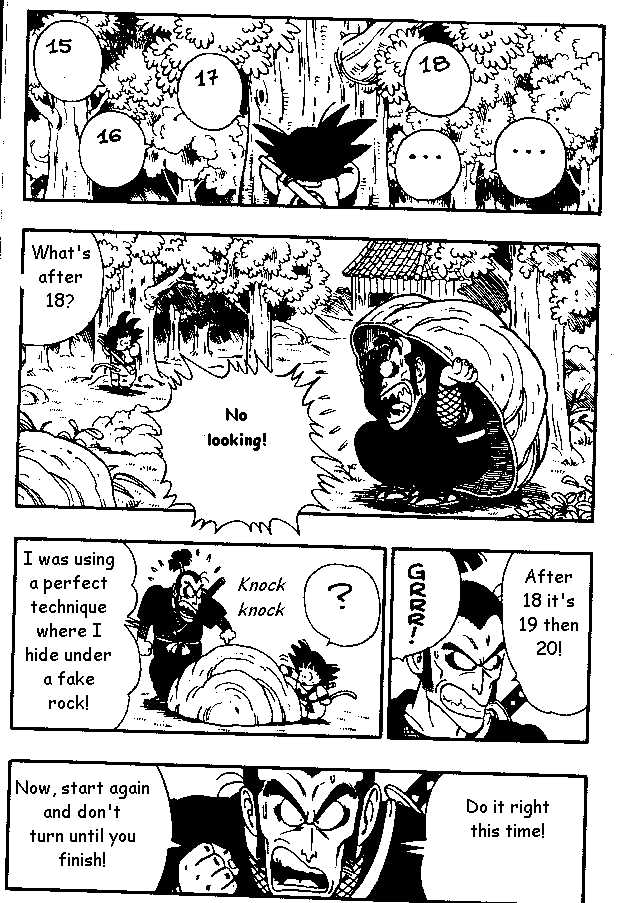 15
16
17
18
...
...
What's
after
18?
No
looking!
I was using
a perfect
technique
where I
hide under
a fake
rock!
Knock
knock
?
GRRR!
After
18 it's
19 then
20!
Now, start again
and don't
turn until you
finish!
Do it right
this time!